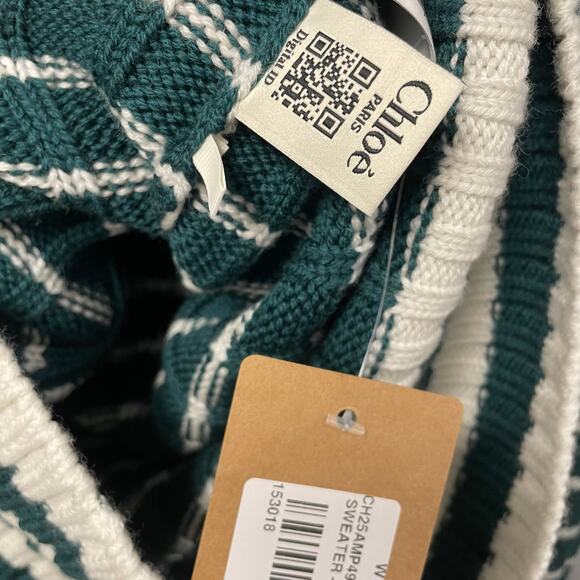 Chloé
PARIS
Digital ID
W
CH25AMP49
SWEATER J
153018